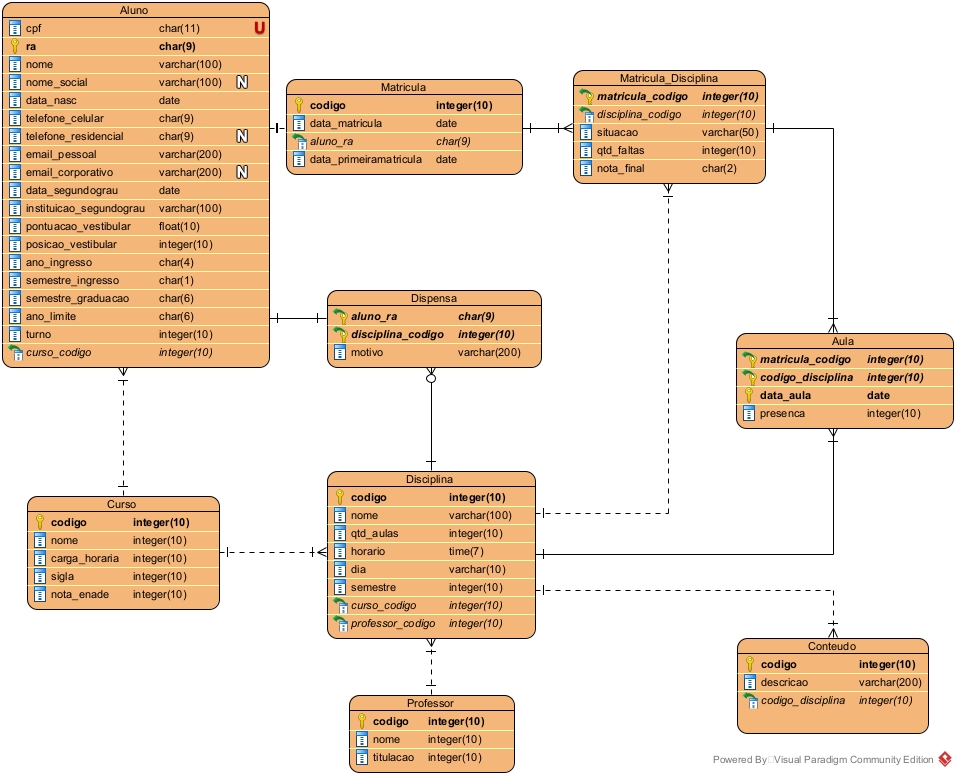 Aluno
cpf char(11) U
ra char(9)
nome varchar(100)
nome_social varchar(100) N
data_nasc date
telefone_celular char(9)
telefone_residencial char(9) N
email_pessoal varchar(200)
email_corporativo varchar(200) N
data_segundograu date
instituicao_segundograu varchar(100)
pontuacao_vestibular float(10)
posicao_vestibular integer(10)
ano_ingresso char(4)
semestre_ingresso char(1)
semestre_graduacao char(6)
ano_limite char(6)
turno integer(10)
curso_codigo integer(10)
Matricula
codigo integer(10)
data_matricula date
aluno_ra char(9)
data_primeiramatricula date
Matricula_Disciplina
matricula_codigo integer(10)
disciplina_codigo integer(10)
situacao varchar(50)
qtd_faltas integer(10)
nota_final char(2)
Dispensa
aluno_ra char(9)
disciplina_codigo integer(10)
motivo varchar(200)
Aula
matricula_codigo integer(10)
codigo_disciplina integer(10)
data_aula date
presenca integer(10)
Curso
codigo integer(10)
nome integer(10)
carga_horaria integer(10)
sigla integer(10)
nota_enade integer(10)
Disciplina
codigo integer(10)
nome varchar(100)
qtd_aulas integer(10)
horario time(7)
dia varchar(10)
semestre integer(10)
curso_codigo integer(10)
professor_codigo integer(10)
Conteudo
codigo integer(10)
descricao varchar(200)
codigo_disciplina integer(10)
Professor
codigo integer(10)
nome integer(10)
titulacao integer(10)
Powered By Visual Paradigm Community Edition